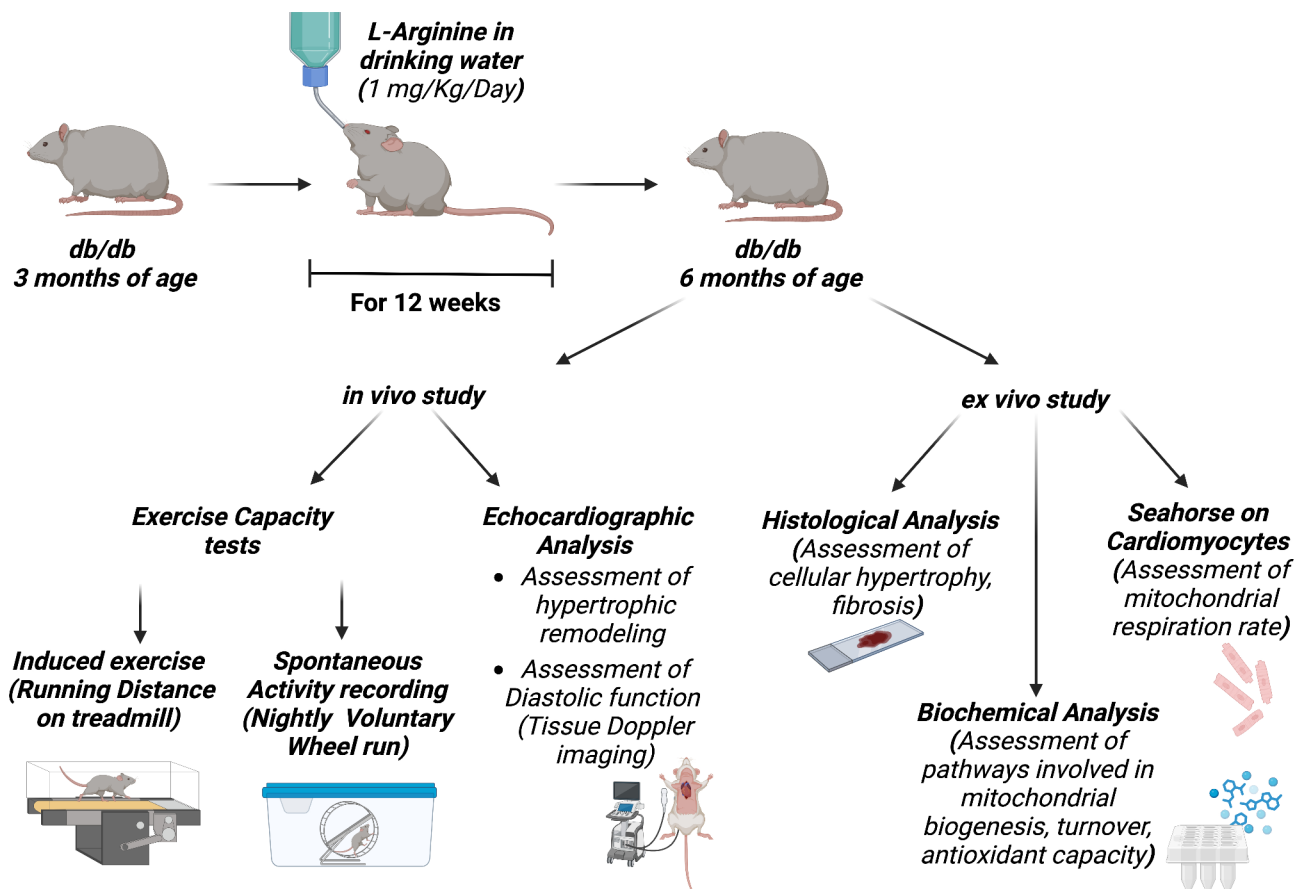 L-Arginine in
drinking water
(1 mg/Kg/Day)
db/db
3 months of age
For 12 weeks
db/db
6 months of age
in vivo study
ex vivo study
Exercise Capacity
tests
Echocardiographic
Analysis
• Assessment of
hypertrophic
remodeling
• Assessment of
Diastolic function
(Tissue Doppler
imaging)
Histological Analysis
(Assessment of
cellular hypertrophy,
fibrosis)
Seahorse on
Cardiomyocytes
(Assessment of
mitochondrial
respiration rate)
Induced exercise
(Running Distance
on treadmill)
Spontaneous
Activity recording
(Nightly Voluntary
Wheel run)
Biochemical Analysis
(Assessment of
pathways involved in
mitochondrial
biogenesis, turnover,
antioxidant capacity)